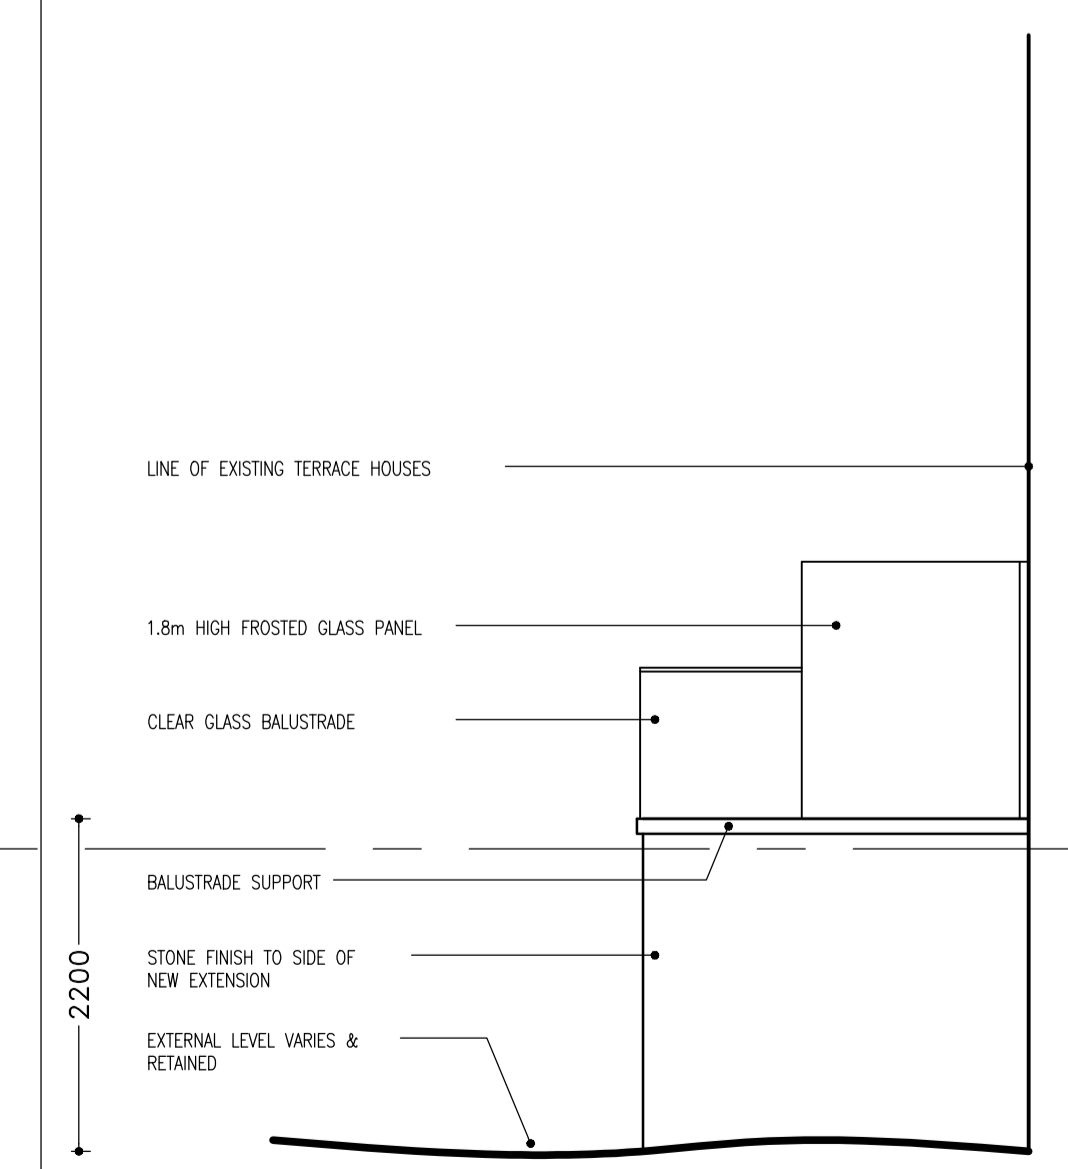 LINE OF EXISTING TERRACE HOUSES
1.8m HIGH FROSTED GLASS PANEL
CLEAR GLASS BALUSTRADE
BALUSTRADE SUPPORT
STONE FINISH TO SIDE OF
NEW EXTENSION
2200
EXTERNAL LEVEL VARIES &
RETAINED